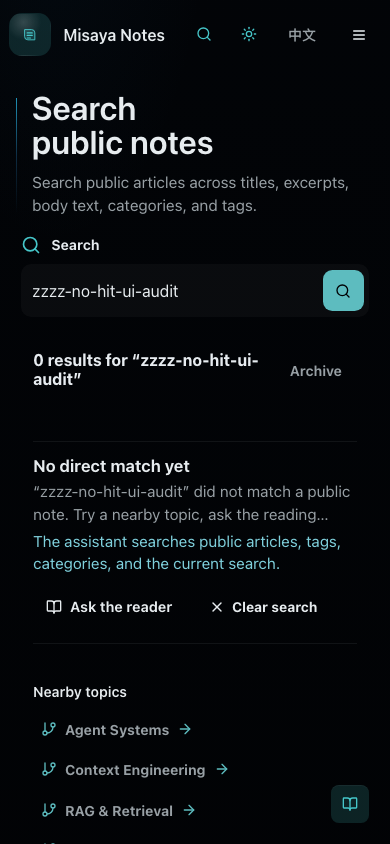 Misaya Notes
中文
Search
public notes
Search public articles across titles, excerpts,
body text, categories, and tags.
Search
zzzz-no-hit-ui-audit
0 results for “zzzz-no-hit-ui-
audit”
Archive
No direct match yet
“zzzz-no-hit-ui-audit” did not match a public
note. Try a nearby topic, ask the reading...
The assistant searches public articles, tags,
categories, and the current search.
Ask the reader
Clear search
Nearby topics
Agent Systems
Context Engineering
RAG & Retrieval